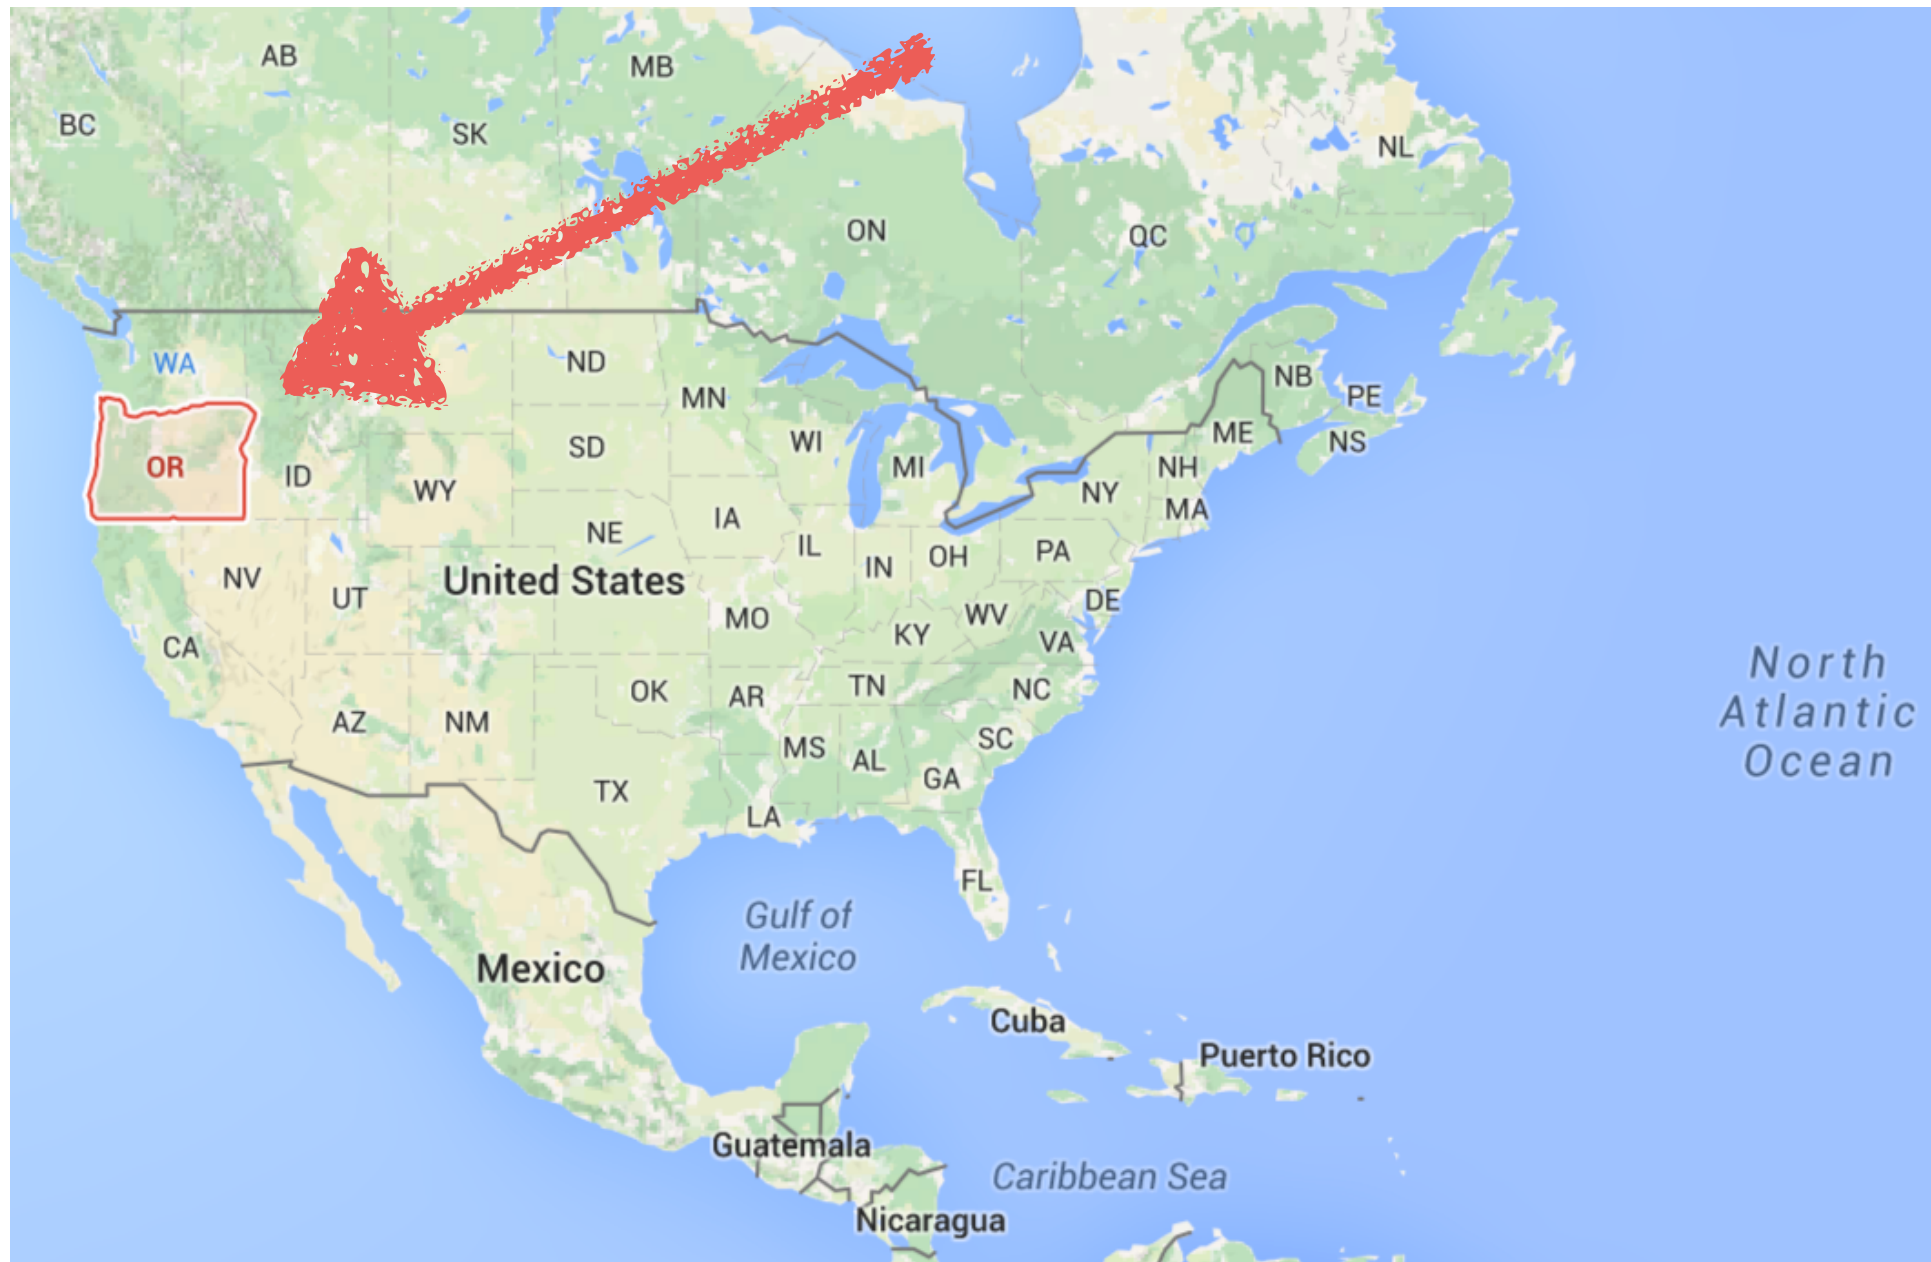 AB
MB
BC
SK
NL
ON
QC
WA
ND
NB
MN
PE
ME
WI
SD
NS
OR
ID
MI
NH
WY
NY
MA
IA
NE
IL
PA
OH
IN
NV
United States
UT
DE
WV
MO
KY
VA
CA
North
Atlantic
Ocean
TN
NC
OK
AR
AZ
NM
SC
MS
AL
GA
TX
LA
FL
Gulf of
Mexico
Mexico
Cuba
Puerto Rico
Guatemala
Caribbean Sea
Nicaragua